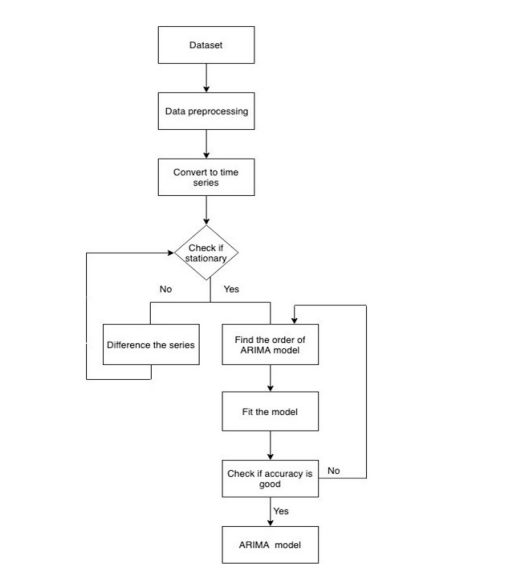 Dataset
Data preprocessing
Convert to time
series
Check if
stationary
No
Yes
Difference the series
Find the order of
ARIMA model
Fit the model
Check if accuracy is
good
No
Yes
ARIMA model